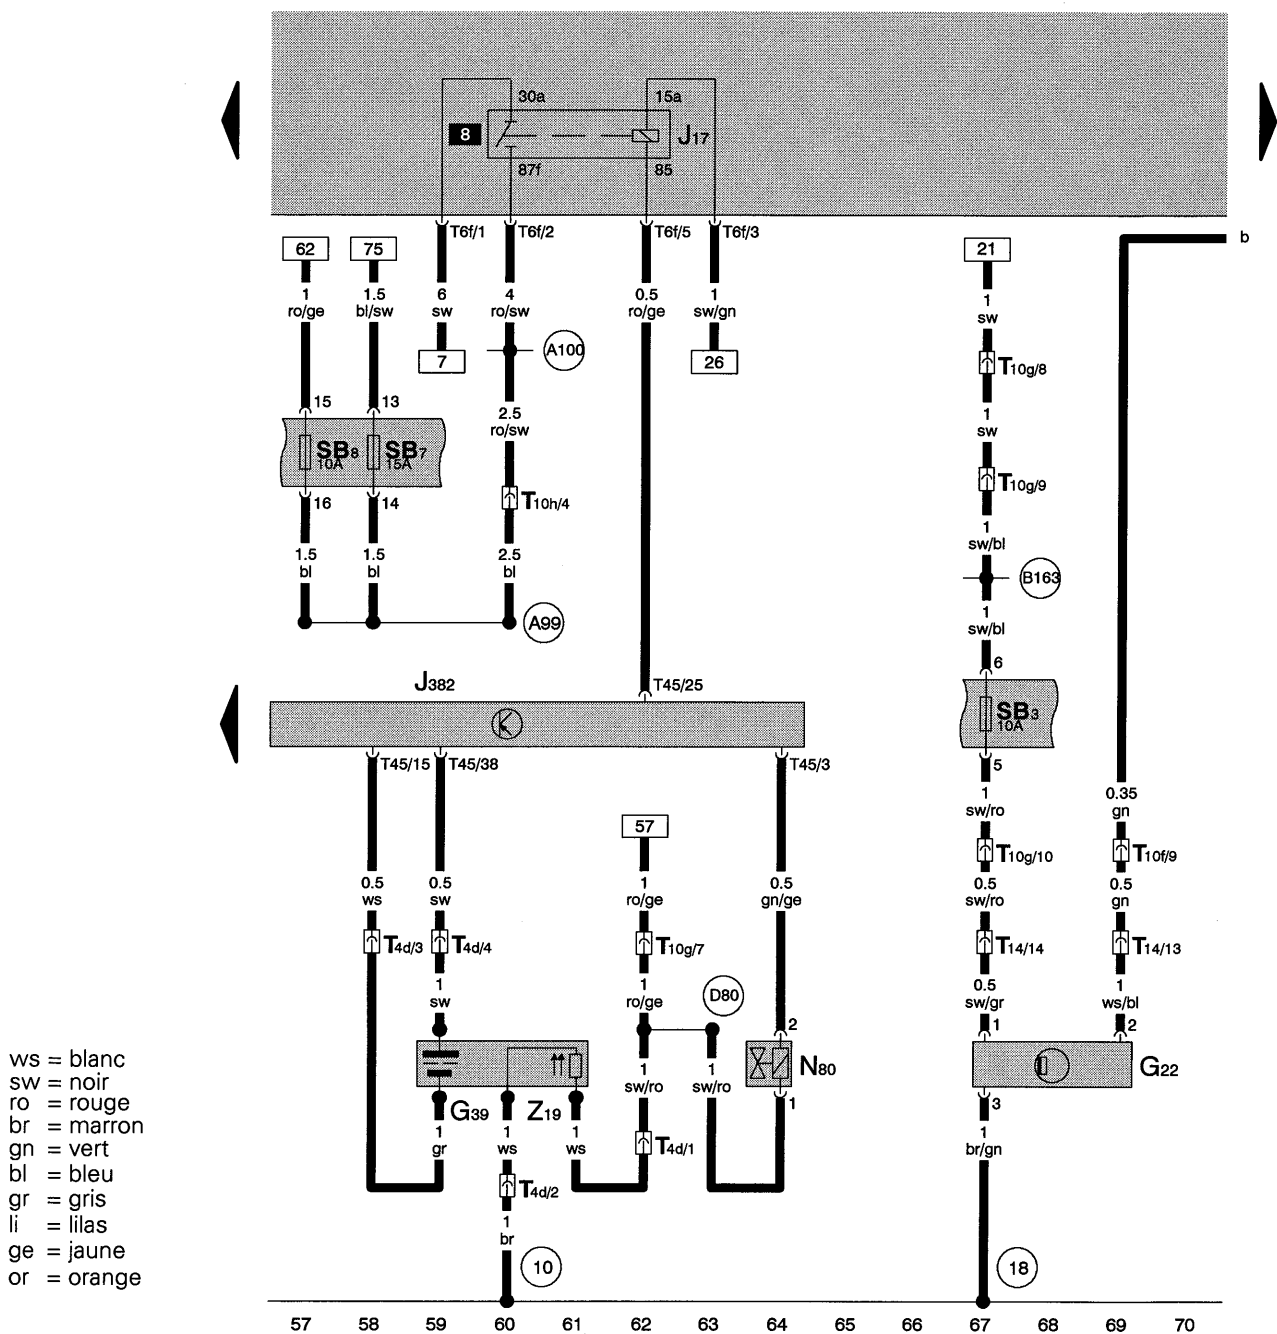 30a 15a
8 J17
87f 85
T6f/1 T6f/2 T6f/5 T6f/3
b
62 75 21
1 1.5 6 4 0.5 1 1
ro/ge bl/sw sw ro/sw ro/ge sw/gn sw
7 A100 26 T10g/8
15 13 2.5 1
ro/sw sw
SB8 SB7
10A 15A
T10g/9
16 14 T10h/4
1
sw/bl
1.5 1.5 2.5
bl bl bl
B163
A99 1
sw/bl
6
J382 T45/25
SB3
10A
T45/15 T45/38 T45/3 5
1 0.35
sw/ro gn
57
T10g/10 T10f/9
0.5 0.5 1 0.5 0.5 0.5
ws sw ro/ge gn/ge sw/ro gn
T4d/3 T4d/4 T10g/7 T14/14 T14/13
1 1 D80 0.5 1
sw ro/ge sw/gr ws/bl
2 1 2
1 1 N80 G22
sw/ro sw/ro
G39 Z19 1 3
1 1 1 1
gr ws ws T4d/1 br/gn
T4d/2
1
br
10 18
ws = blanc
sw = noir
ro = rouge
br = marron
gn = vert
bl = bleu
gr = gris
li = lilas
ge = jaune
or = orange
57 58 59 60 61 62 63 64 65 66 67 68 69 70